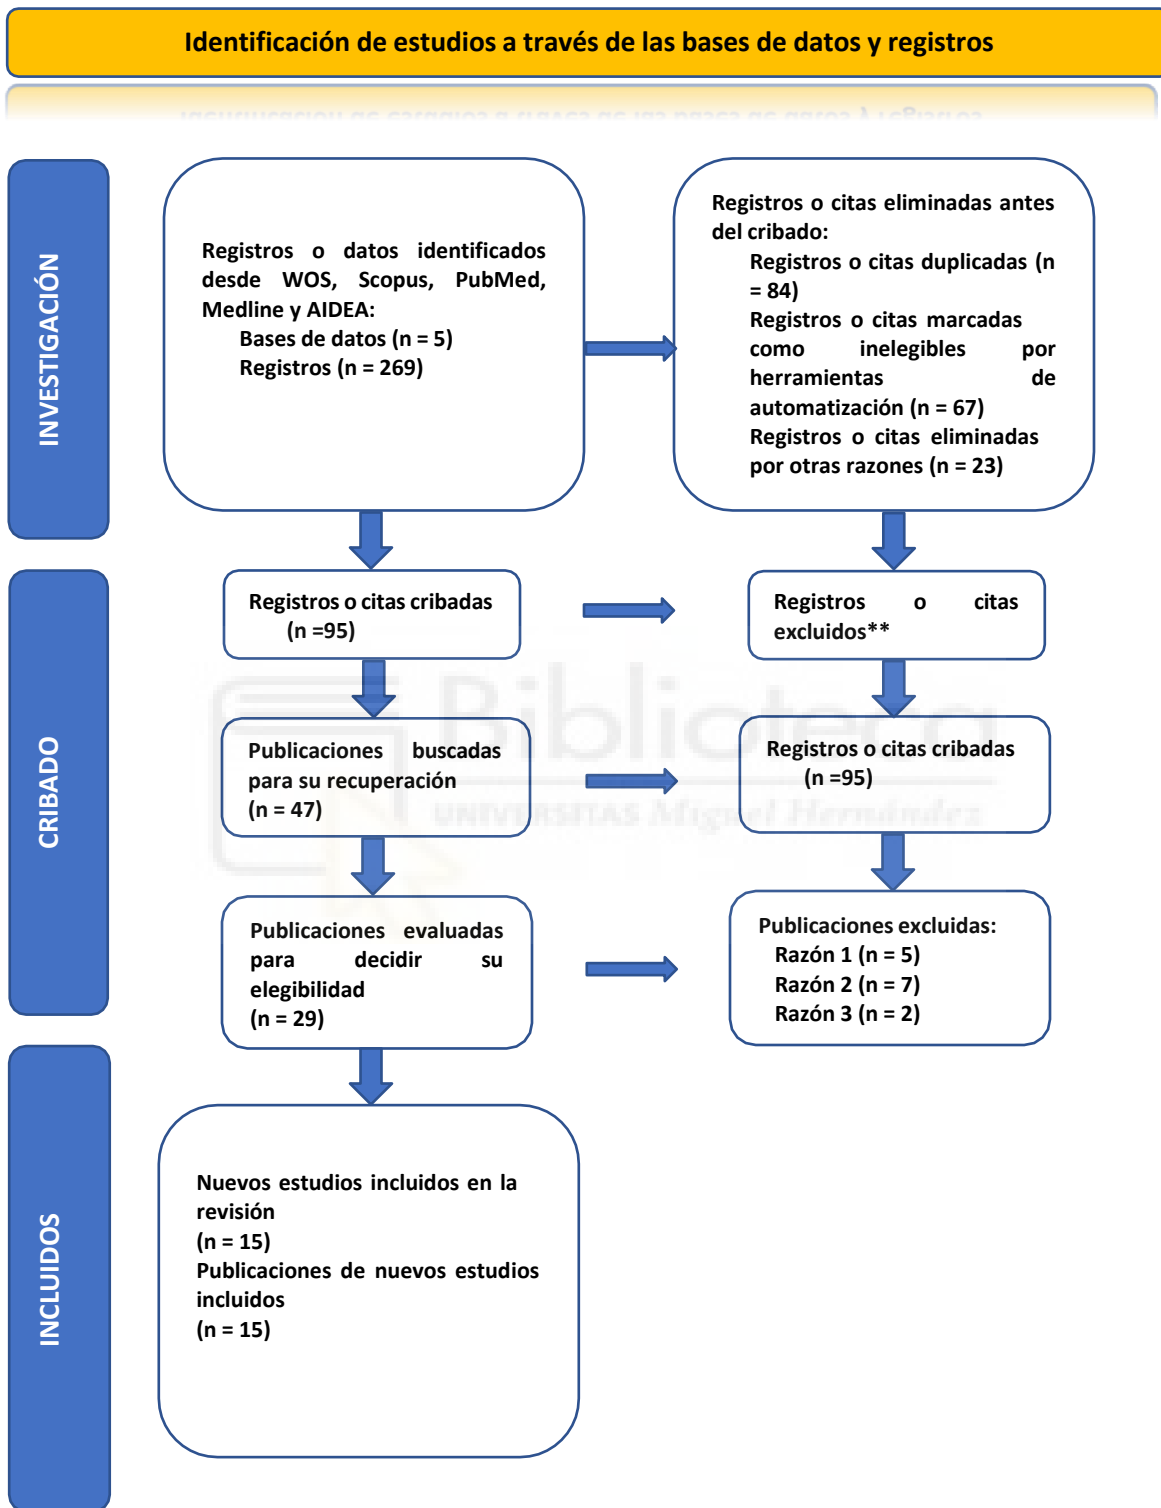 Identificación de estudios a través de las bases de datos y registros
INVESTIGACIÓN
Registros o datos identificados
desde WOS, Scopus, PubMed,
Medline y AIDEA:
Bases de datos (n = 5)
Registros (n = 269)
Registros o citas eliminadas antes
del cribado:
Registros o citas duplicadas (n
= 84)
Registros o citas marcadas
como inelegibles por
herramientas de
automatización (n = 67)
Registros o citas eliminadas
por otras razones (n = 23)
CRIBADO
Registros o citas cribadas
(n =95)
Registros o citas
excluidos**
Publicaciones buscadas
para su recuperación
(n = 47)
Registros o citas cribadas
(n =95)
Publicaciones evaluadas
para decidir su
elegibilidad
(n = 29)
Publicaciones excluidas:
Razón 1 (n = 5)
Razón 2 (n = 7)
Razón 3 (n = 2)
INCLUIDOS
Nuevos estudios incluidos en la
revisión
(n = 15)
Publicaciones de nuevos estudios
incluidos
(n = 15)
Biblioteca
UNIVERSITAS Miguel Hernández